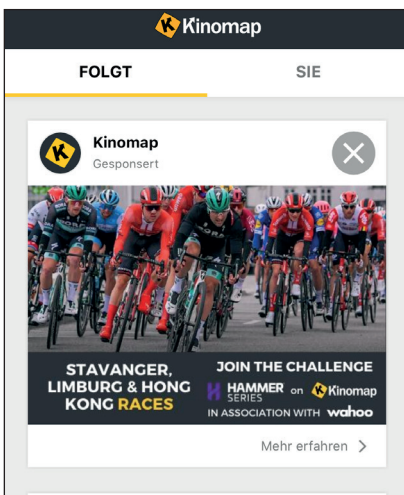 Kinomap
FOLGT SIE
Kinomap
Gesponsert
BORA
STAVANGER,
LIMBURG & HONG
KONG RACES
JOIN THE CHALLENGE
HAMMER SERIES on Kinomap
IN ASSOCIATION WITH wahoo
Mehr erfahren >